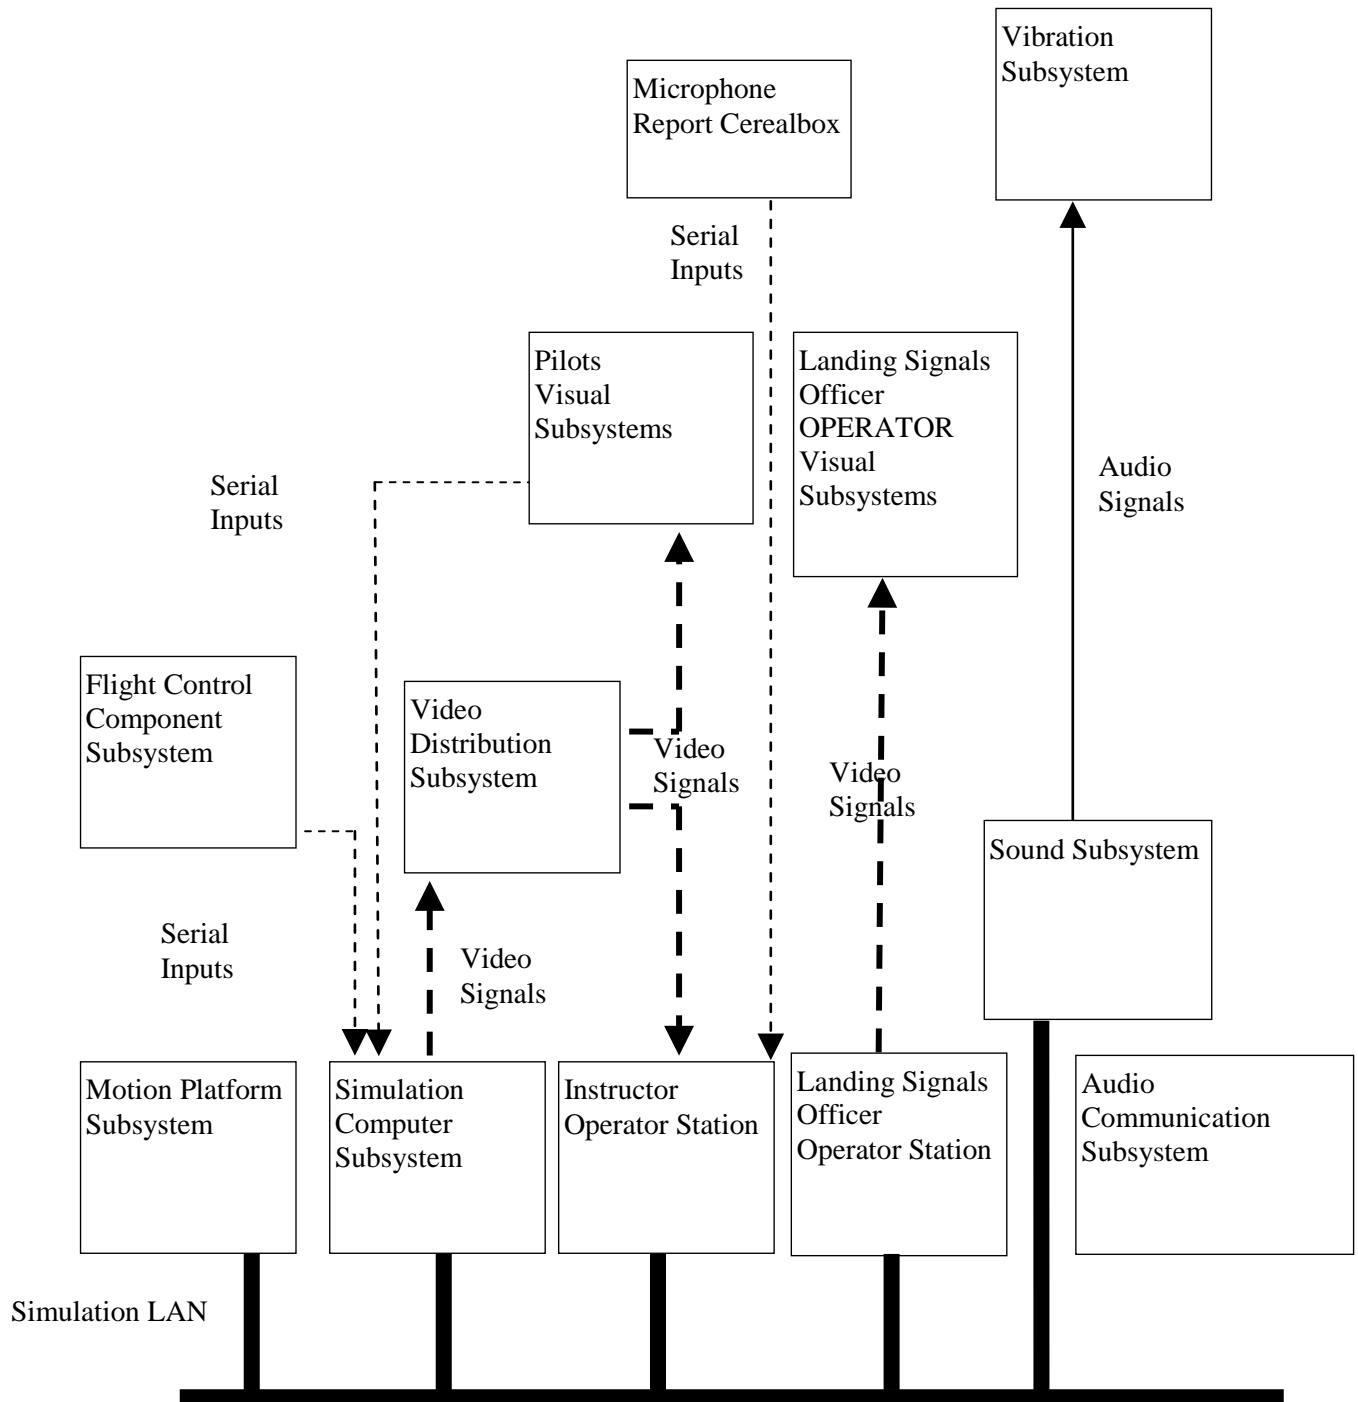 Vibration
Subsystem
Microphone
Report Cerealbox
Serial
Inputs
Pilots
Visual
Subsystems
Landing Signals
Officer
OPERATOR
Visual
Subsystems
Audio
Signals
Serial
Inputs
Flight Control
Component
Subsystem
Video
Distribution
Subsystem
Video
Signals
Video
Signals
Sound Subsystem
Serial
Inputs
Video
Signals
Motion Platform
Subsystem
Simulation
Computer
Subsystem
Instructor
Operator Station
Landing Signals
Officer
Operator Station
Audio
Communication
Subsystem
Simulation LAN